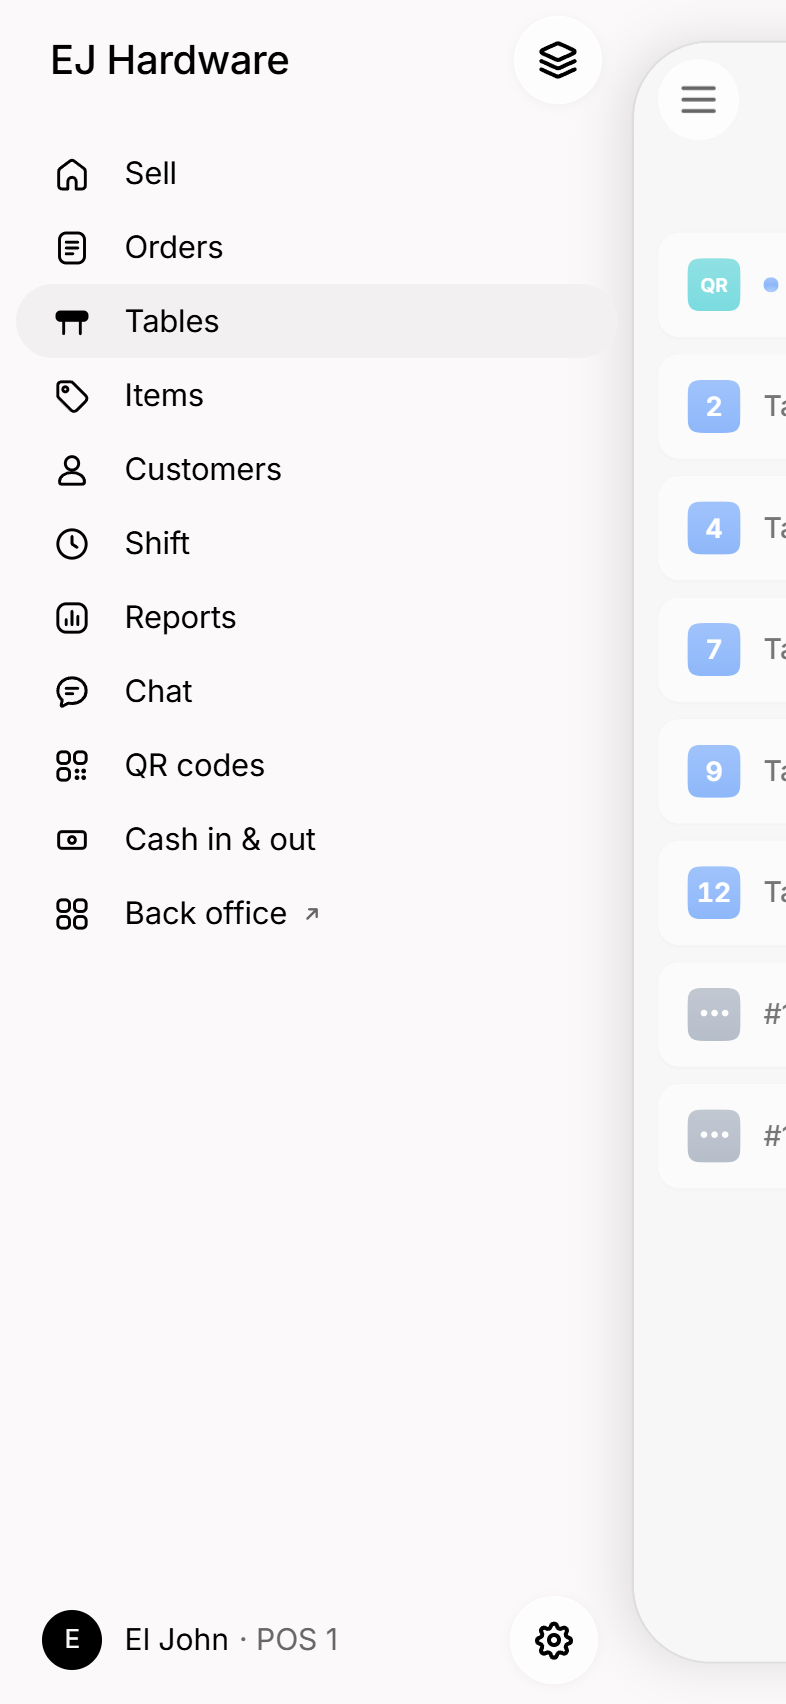 EJ Hardware
Sell
Orders
Tables
Items
Customers
Shift
Reports
Chat
QR codes
Cash in & out
Back office
E El John · POS 1
QR
2
4
7
9
12